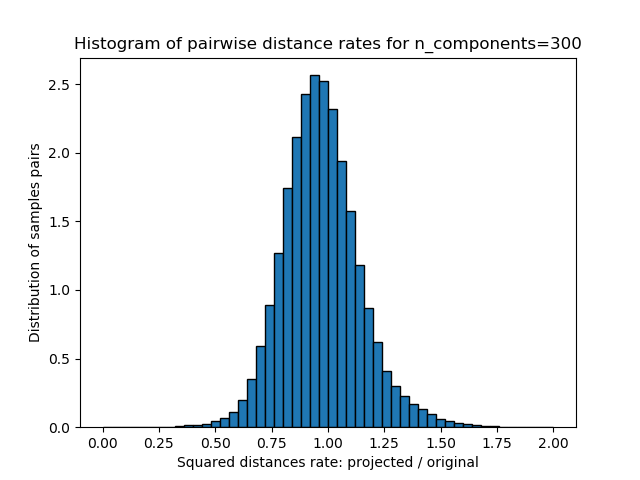 Histogram of pairwise distance rates for n_components=300
Distribution of samples pairs
2.5
2.0
1.5
1.0
0.5
0.0
0.00 0.25 0.50 0.75 1.00 1.25 1.50 1.75 2.00
Squared distances rate: projected / original